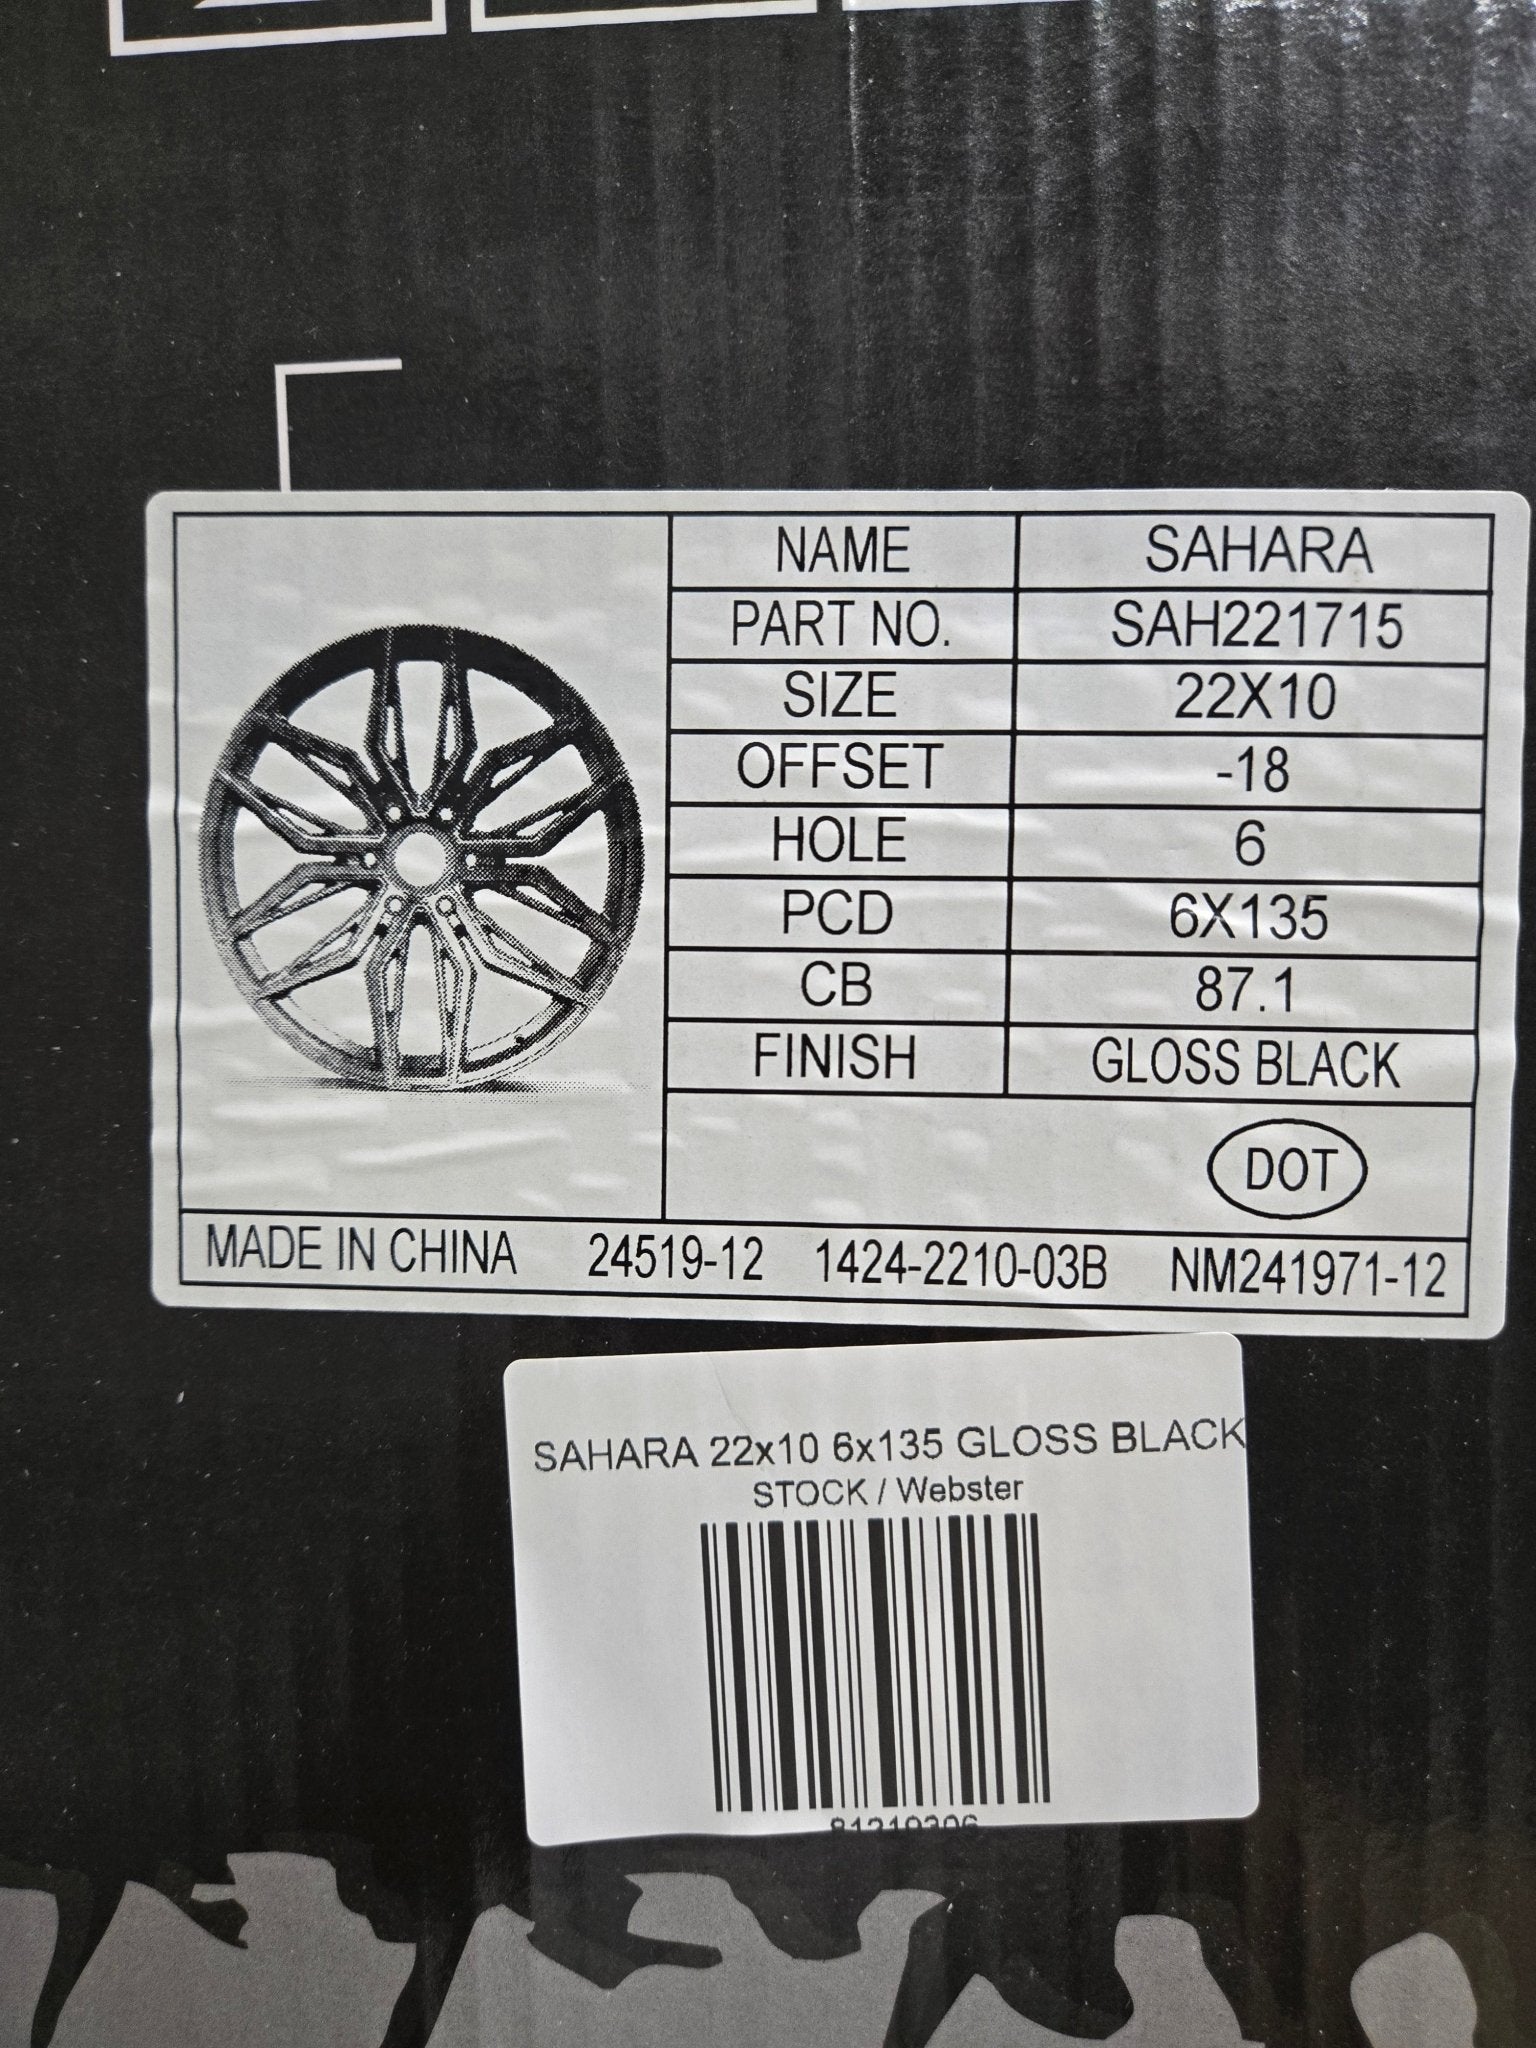 NAME SAHARA
PART NO. SAH221715
SIZE 22X10
OFFSET -18
HOLE 6
PCD 6X135
CB 87.1
FINISH GLOSS BLACK
DOT
MADE IN CHINA 24519-12 1424-2210-03B NM241971-12
SAHARA 22x10 6x135 GLOSS BLACK
STOCK / Webster